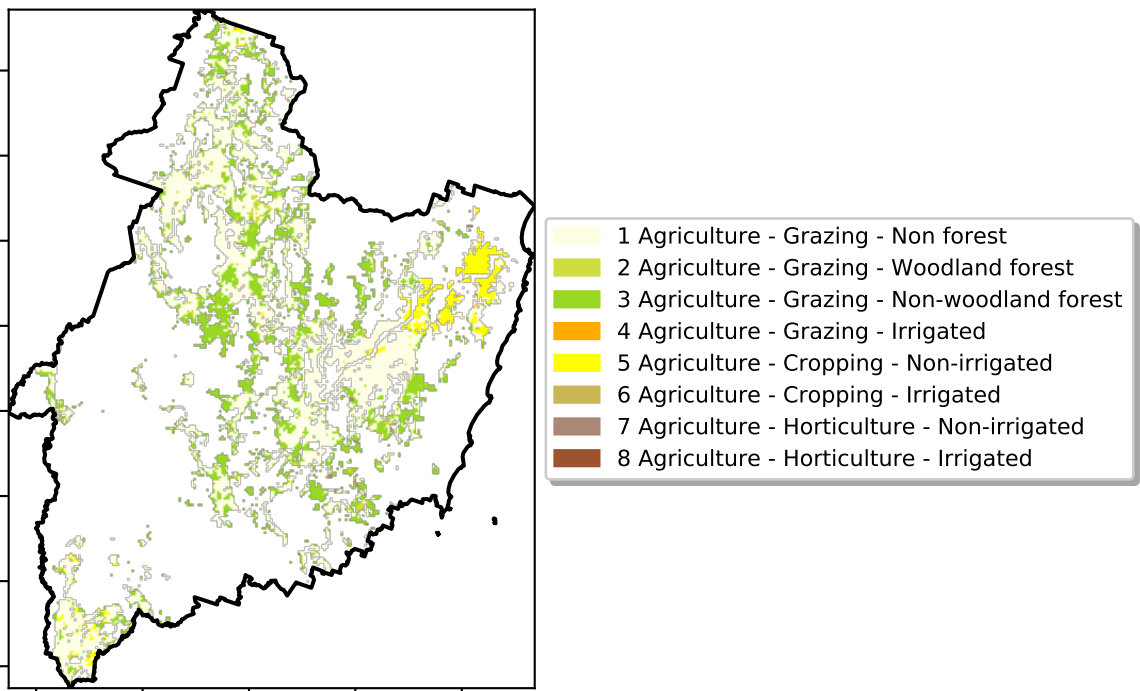 1 Agriculture - Grazing - Non forest
2 Agriculture - Grazing - Woodland forest
3 Agriculture - Grazing - Non-woodland forest
4 Agriculture - Grazing - Irrigated
5 Agriculture - Cropping - Non-irrigated
6 Agriculture - Cropping - Irrigated
7 Agriculture - Horticulture - Non-irrigated
8 Agriculture - Horticulture - Irrigated